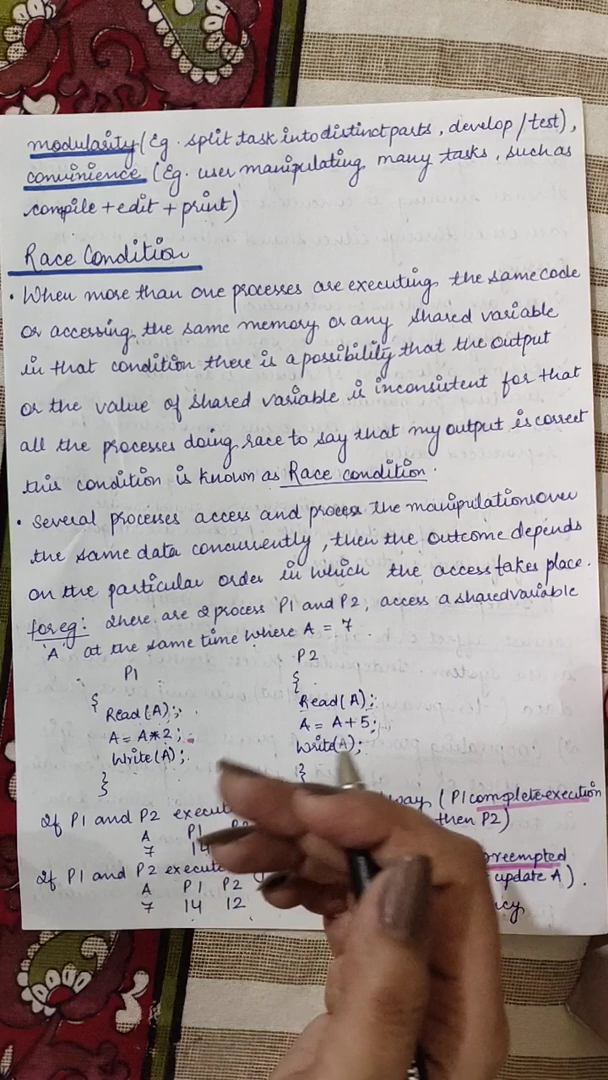 modularity (Eg. split task into distinct parts, develop/test),
convinience (Eg. user manipulating many tasks, such as
compile + edit + print)
Race Condition
• When more than one processes are executing the same code
or accessing the same memory or any shared variable
in that condition there is a possibility that the output
or the value of shared variable is inconsistent for that
all the processes doing race to say that my output is correct
this condition is known as Race condition.
• Several processes access and process the manipulations over
the same data concurrently, then the outcome depends
on the particular order in which the access takes place.
for eg: there are 2 process P1 and P2, access a shared variable
'A' at the same time where A = 7.
P1 P2
{ {
Read(A); Read(A);
A = A*2; A = A+5;
Write(A); Write(A);
} }
If P1 and P2 way (P1 complete execution
A P1 then P2)
7
If P1 and P2 preempted
A P1 P2 update A).
7 14 12